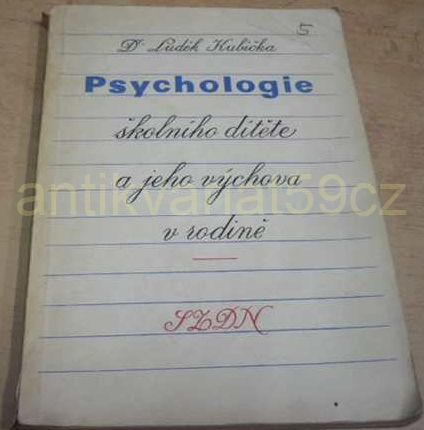 5
Dr Luděk Kubička
Psychologie
školního dítěte
a jeho výchova
antikvariat59cz
v rodině
SZDN